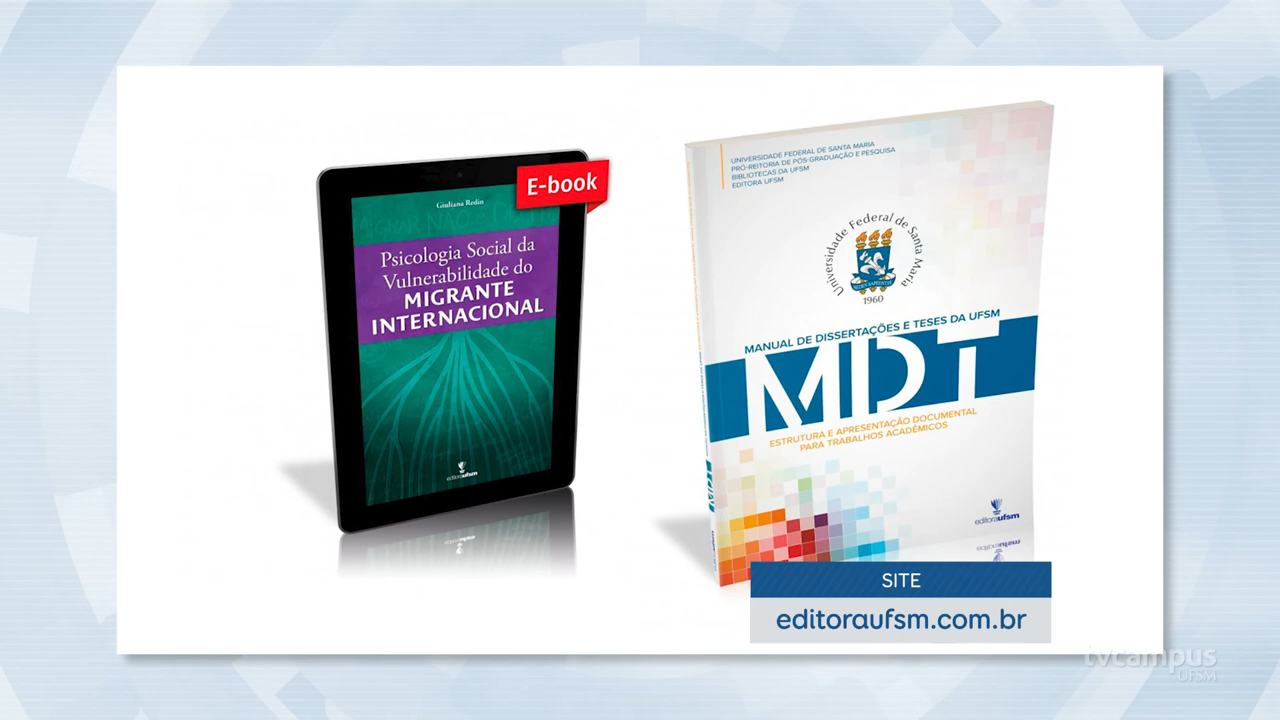 E-book
Giuliana Redin
Psicologia Social da
Vulnerabilidade do
MIGRANTE
INTERNACIONAL
editoraufsm
UNIVERSIDADE FEDERAL DE SANTA MARIA
PRÓ-REITORIA DE PÓS-GRADUAÇÃO E PESQUISA
BIBLIOTECAS DA UFSM
EDITORA UFSM
Universidade Federal de Santa Maria
1960
MANUAL DE DISSERTAÇÕES E TESES DA UFSM
MDT
ESTRUTURA E APRESENTAÇÃO DOCUMENTAL
PARA TRABALHOS ACADÊMICOS
editoraufsm
SITE
editoraufsm.com.br
tvcampus
UFSM